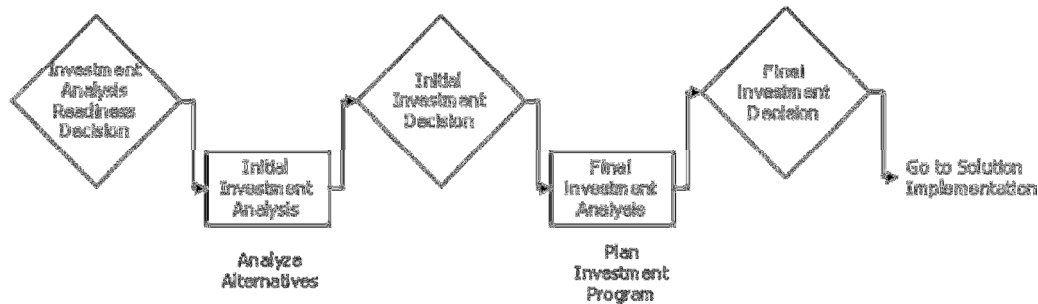 Investment
Analysis
Readiness
Decision
Initial
Investment
Analysis
Analyze
Alternatives
Initial
Investment
Decision
Final
Investment
Analysis
Plan
Investment
Program
Final
Investment
Decision
Go to Solution
Implementation